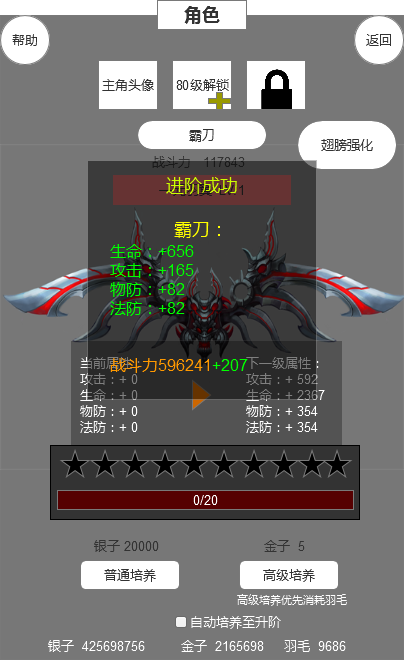 角色
帮助
返回
主角头像
80级解锁
霸刀
翅膀强化
战斗力 117843
进阶成功
霸刀：
生命：+656
攻击：+165
物防：+82
法防：+82
战斗力596241+207
当前属性：
攻击：+ 0
生命：+ 0
物防：+ 0
法防：+ 0
下一级属性：
攻击：+ 592
生命：+ 2367
物防：+ 354
法防：+ 354
0/20
银子 20000
金子 5
普通培养
高级培养
高级培养优先消耗羽毛
自动培养至升阶
银子 425698756 金子 2165698 羽毛 9686